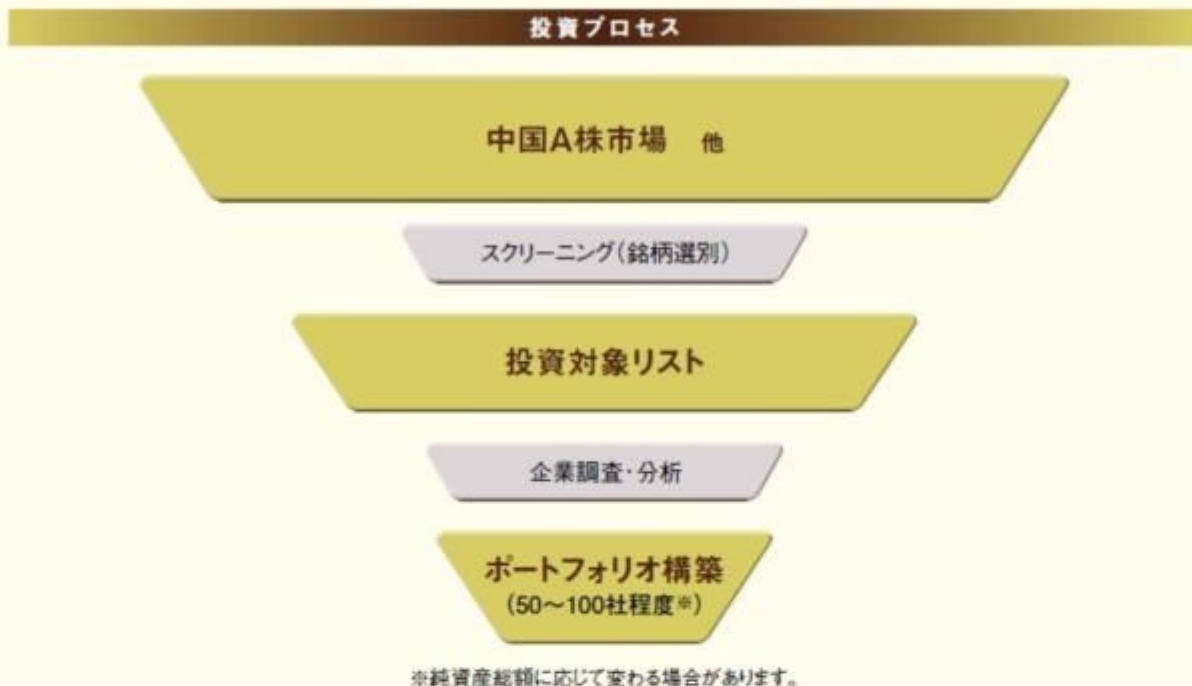 投資プロセス
中国A株市場 他
スクリーニング(銘柄選別)
投資対象リスト
企業調査・分析
ポートフォリオ構築
(50～100社程度※)
※純資産総額に応じて変わる場合があります。